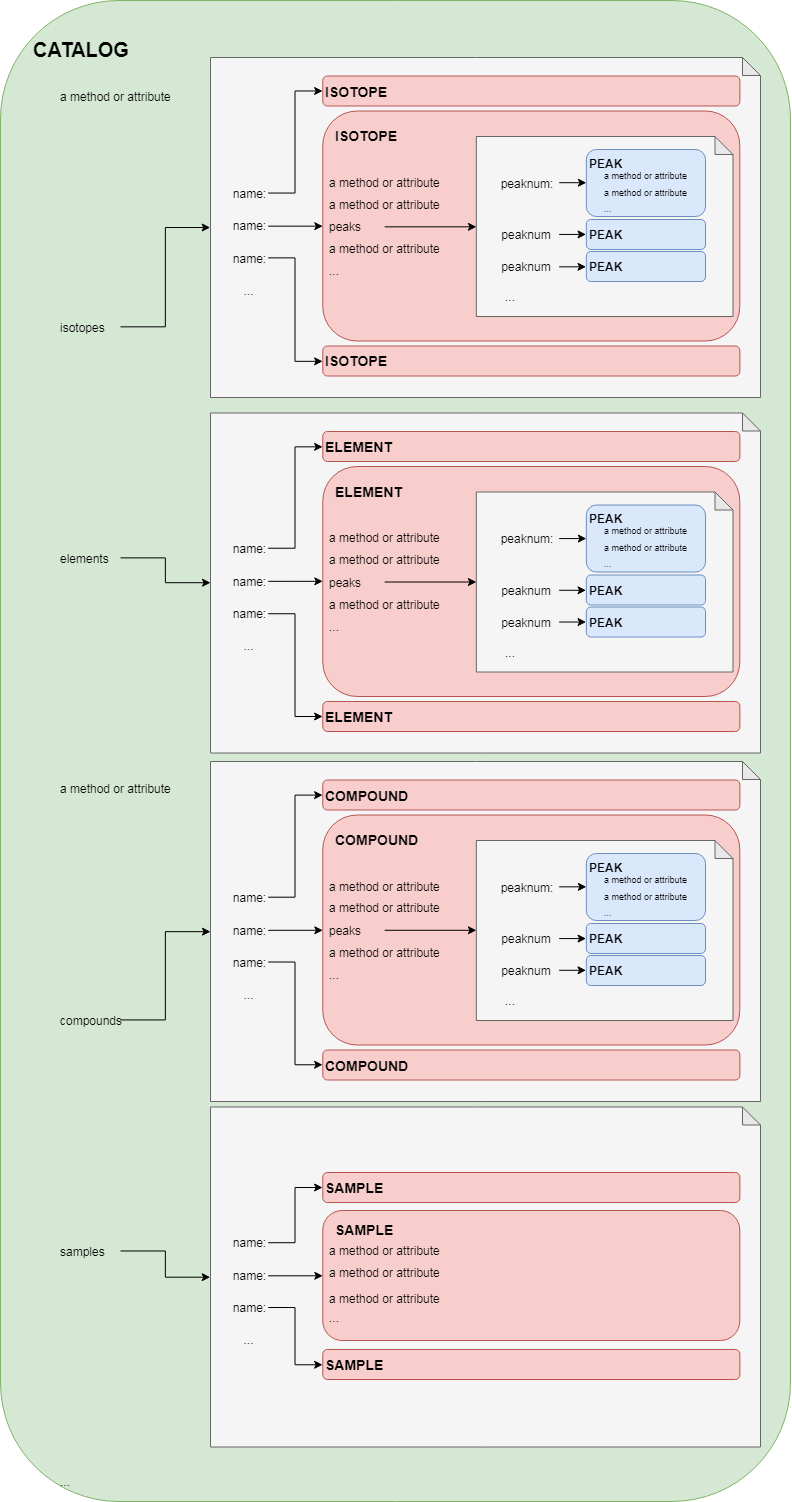 CATALOG
a method or attribute
isotopes
name:
name:
name:
...
ISOTOPE
ISOTOPE
a method or attribute
a method or attribute
peaks
a method or attribute
...
peaknum:
PEAK
a method or attribute
a method or attribute
...
peaknum
PEAK
peaknum
PEAK
...
ISOTOPE
elements
name:
name:
name:
...
ELEMENT
ELEMENT
a method or attribute
a method or attribute
peaks
a method or attribute
...
peaknum:
PEAK
a method or attribute
a method or attribute
...
peaknum
PEAK
peaknum
PEAK
...
ELEMENT
a method or attribute
compounds
name:
name:
name:
...
COMPOUND
COMPOUND
a method or attribute
a method or attribute
peaks
a method or attribute
...
peaknum:
PEAK
a method or attribute
a method or attribute
...
peaknum
PEAK
peaknum
PEAK
...
COMPOUND
samples
name:
name:
name:
...
SAMPLE
SAMPLE
a method or attribute
a method or attribute
a method or attribute
...
SAMPLE
...